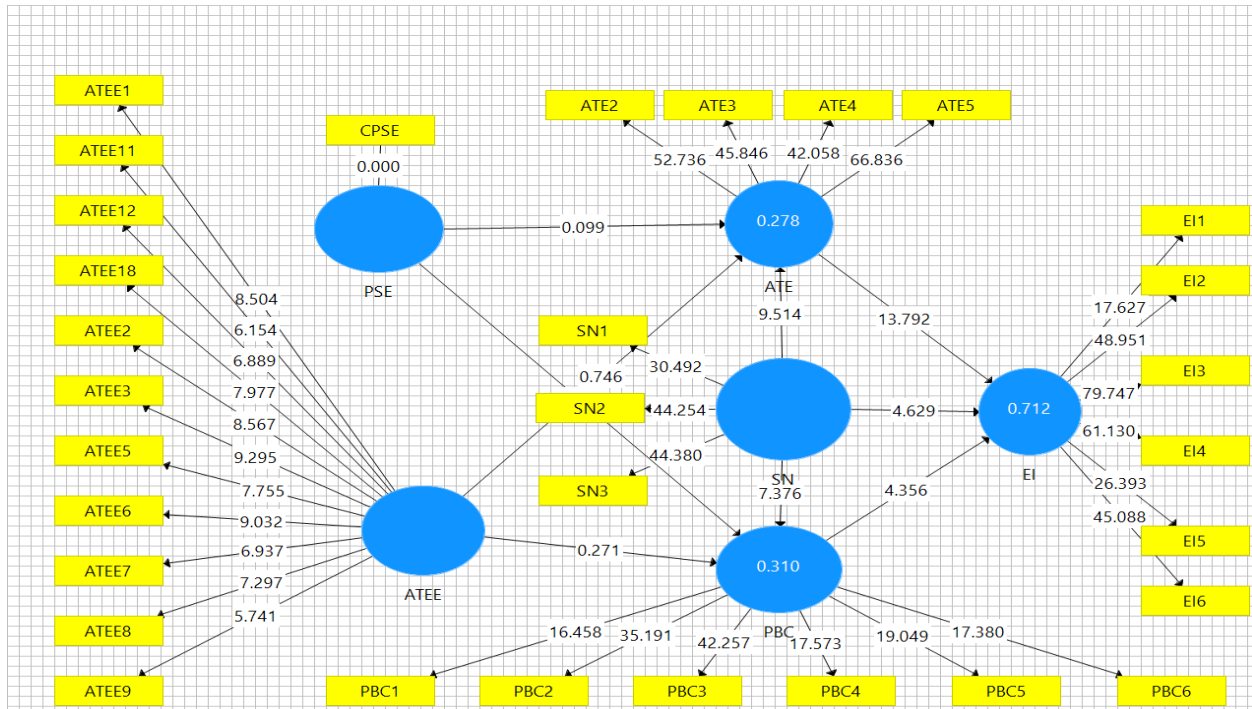 ATEE1
ATEE11
ATEE12
ATEE18
ATEE2
ATEE3
ATEE5
ATEE6
ATEE7
ATEE8
ATEE9
8.504
6.154
6.889
7.977
8.567
9.295
7.755
9.032
6.937
7.297
5.741
ATEE
CPSE
0.000
PSE
0.099
0.746
0.271
ATE2
ATE3
ATE4
ATE5
52.736
45.846
42.058
66.836
0.278
ATE
9.514
13.792
SN1
SN2
SN3
30.492
44.254
44.380
SN
7.376
4.629
4.356
0.310
PBC
16.458
35.191
42.257
17.573
19.049
17.380
PBC1
PBC2
PBC3
PBC4
PBC5
PBC6
0.712
EI
17.627
48.951
79.747
61.130
26.393
45.088
EI1
EI2
EI3
EI4
EI5
EI6